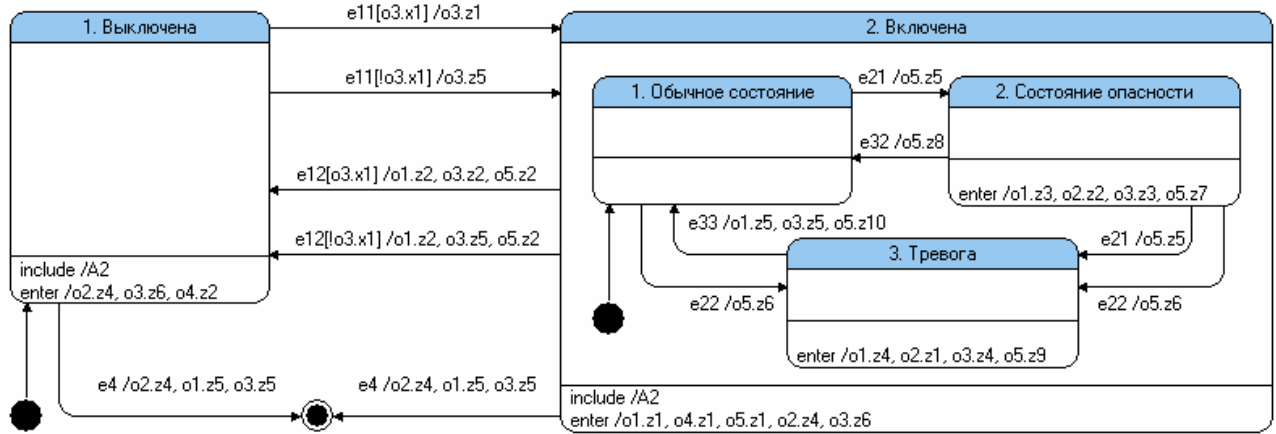 1. Выключена
e11[o3.x1] /o3.z1
2. Включена
e11[!o3.x1] /o3.z5
e12[o3.x1] /o1.z2, o3.z2, o5.z2
e12[!o3.x1] /o1.z2, o3.z5, o5.z2
include /A2
enter /o2.z4, o3.z6, o4.z2
1. Обычное состояние
e21 /o5.z5
2. Состояние опасности
e32 /o5.z8
enter /o1.z3, o2.z2, o3.z3, o5.z7
e33 /o1.z5, o3.z5, o5.z10
e21 /o5.z5
3. Тревога
e22 /o5.z6
e22 /o5.z6
enter /o1.z4, o2.z1, o3.z4, o5.z9
e4 /o2.z4, o1.z5, o3.z5
e4 /o2.z4, o1.z5, o3.z5
include /A2
enter /o1.z1, o4.z1, o5.z1, o2.z4, o3.z6